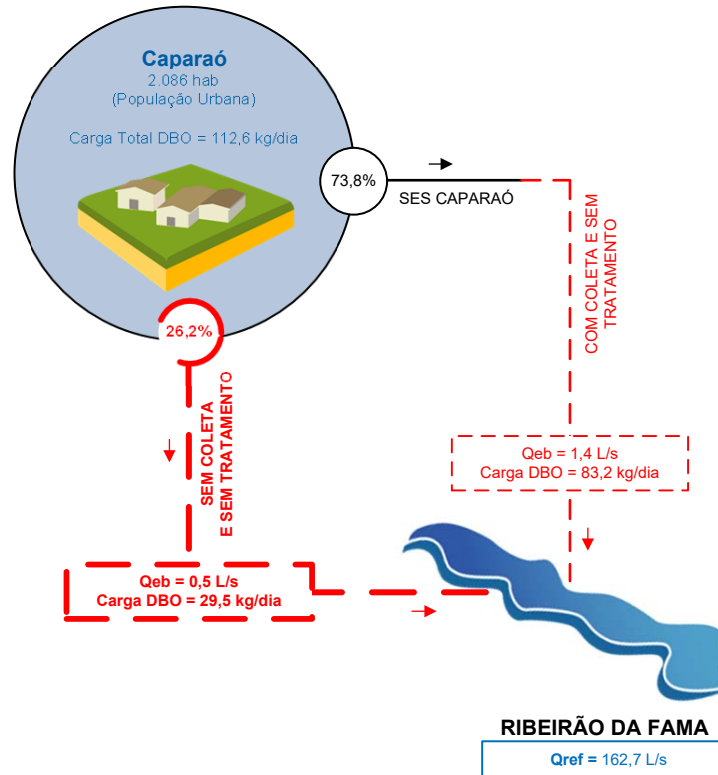 Caparaó
2.086 hab
(População Urbana)
Carga Total DBO = 112,6 kg/dia
73,8%
SES CAPARAÓ
COM COLETA E SEM
TRATAMENTO
26,2%
SEM COLETA
E SEM TRATAMENTO
Qeb = 1,4 L/s
Carga DBO = 83,2 kg/dia
Qeb = 0,5 L/s
Carga DBO = 29,5 kg/dia
RIBEIRÃO DA FAMA
Qref = 162,7 L/s